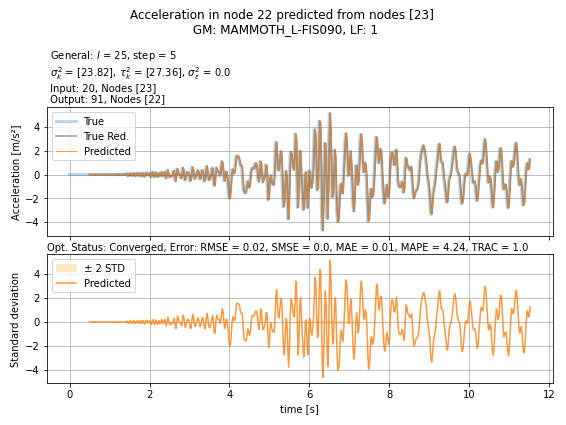 Acceleration in node 22 predicted from nodes [23]
GM: MAMMOTH_L-FIS090, LF: 1
General: l = 25, step = 5
σ²ₖ = [23.82], τ²ₖ = [27.36], σ²ε = 0.0
Input: 20, Nodes [23]
Output: 91, Nodes [22]
Acceleration [m/s²]
4
2
0
−2
−4
True
True Red.
Predicted
Opt. Status: Converged, Error: RMSE = 0.02, SMSE = 0.0, MAE = 0.01, MAPE = 4.24, TRAC = 1.0
Standard deviation
4
2
0
−2
−4
± 2 STD
Predicted
0 2 4 6 8 10 12
time [s]